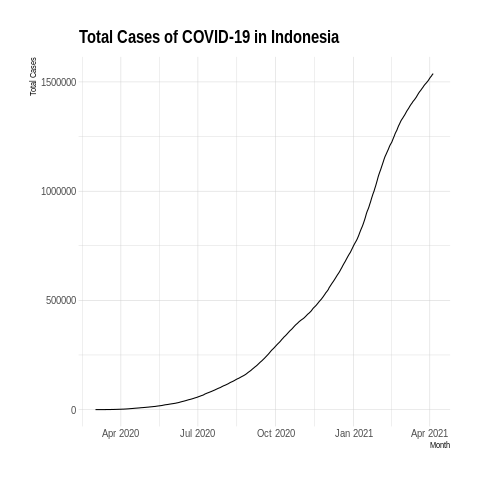 Total Cases of COVID-19 in Indonesia
Total Cases
1500000
1000000
500000
0
Apr 2020 Jul 2020 Oct 2020 Jan 2021 Apr 2021
Month